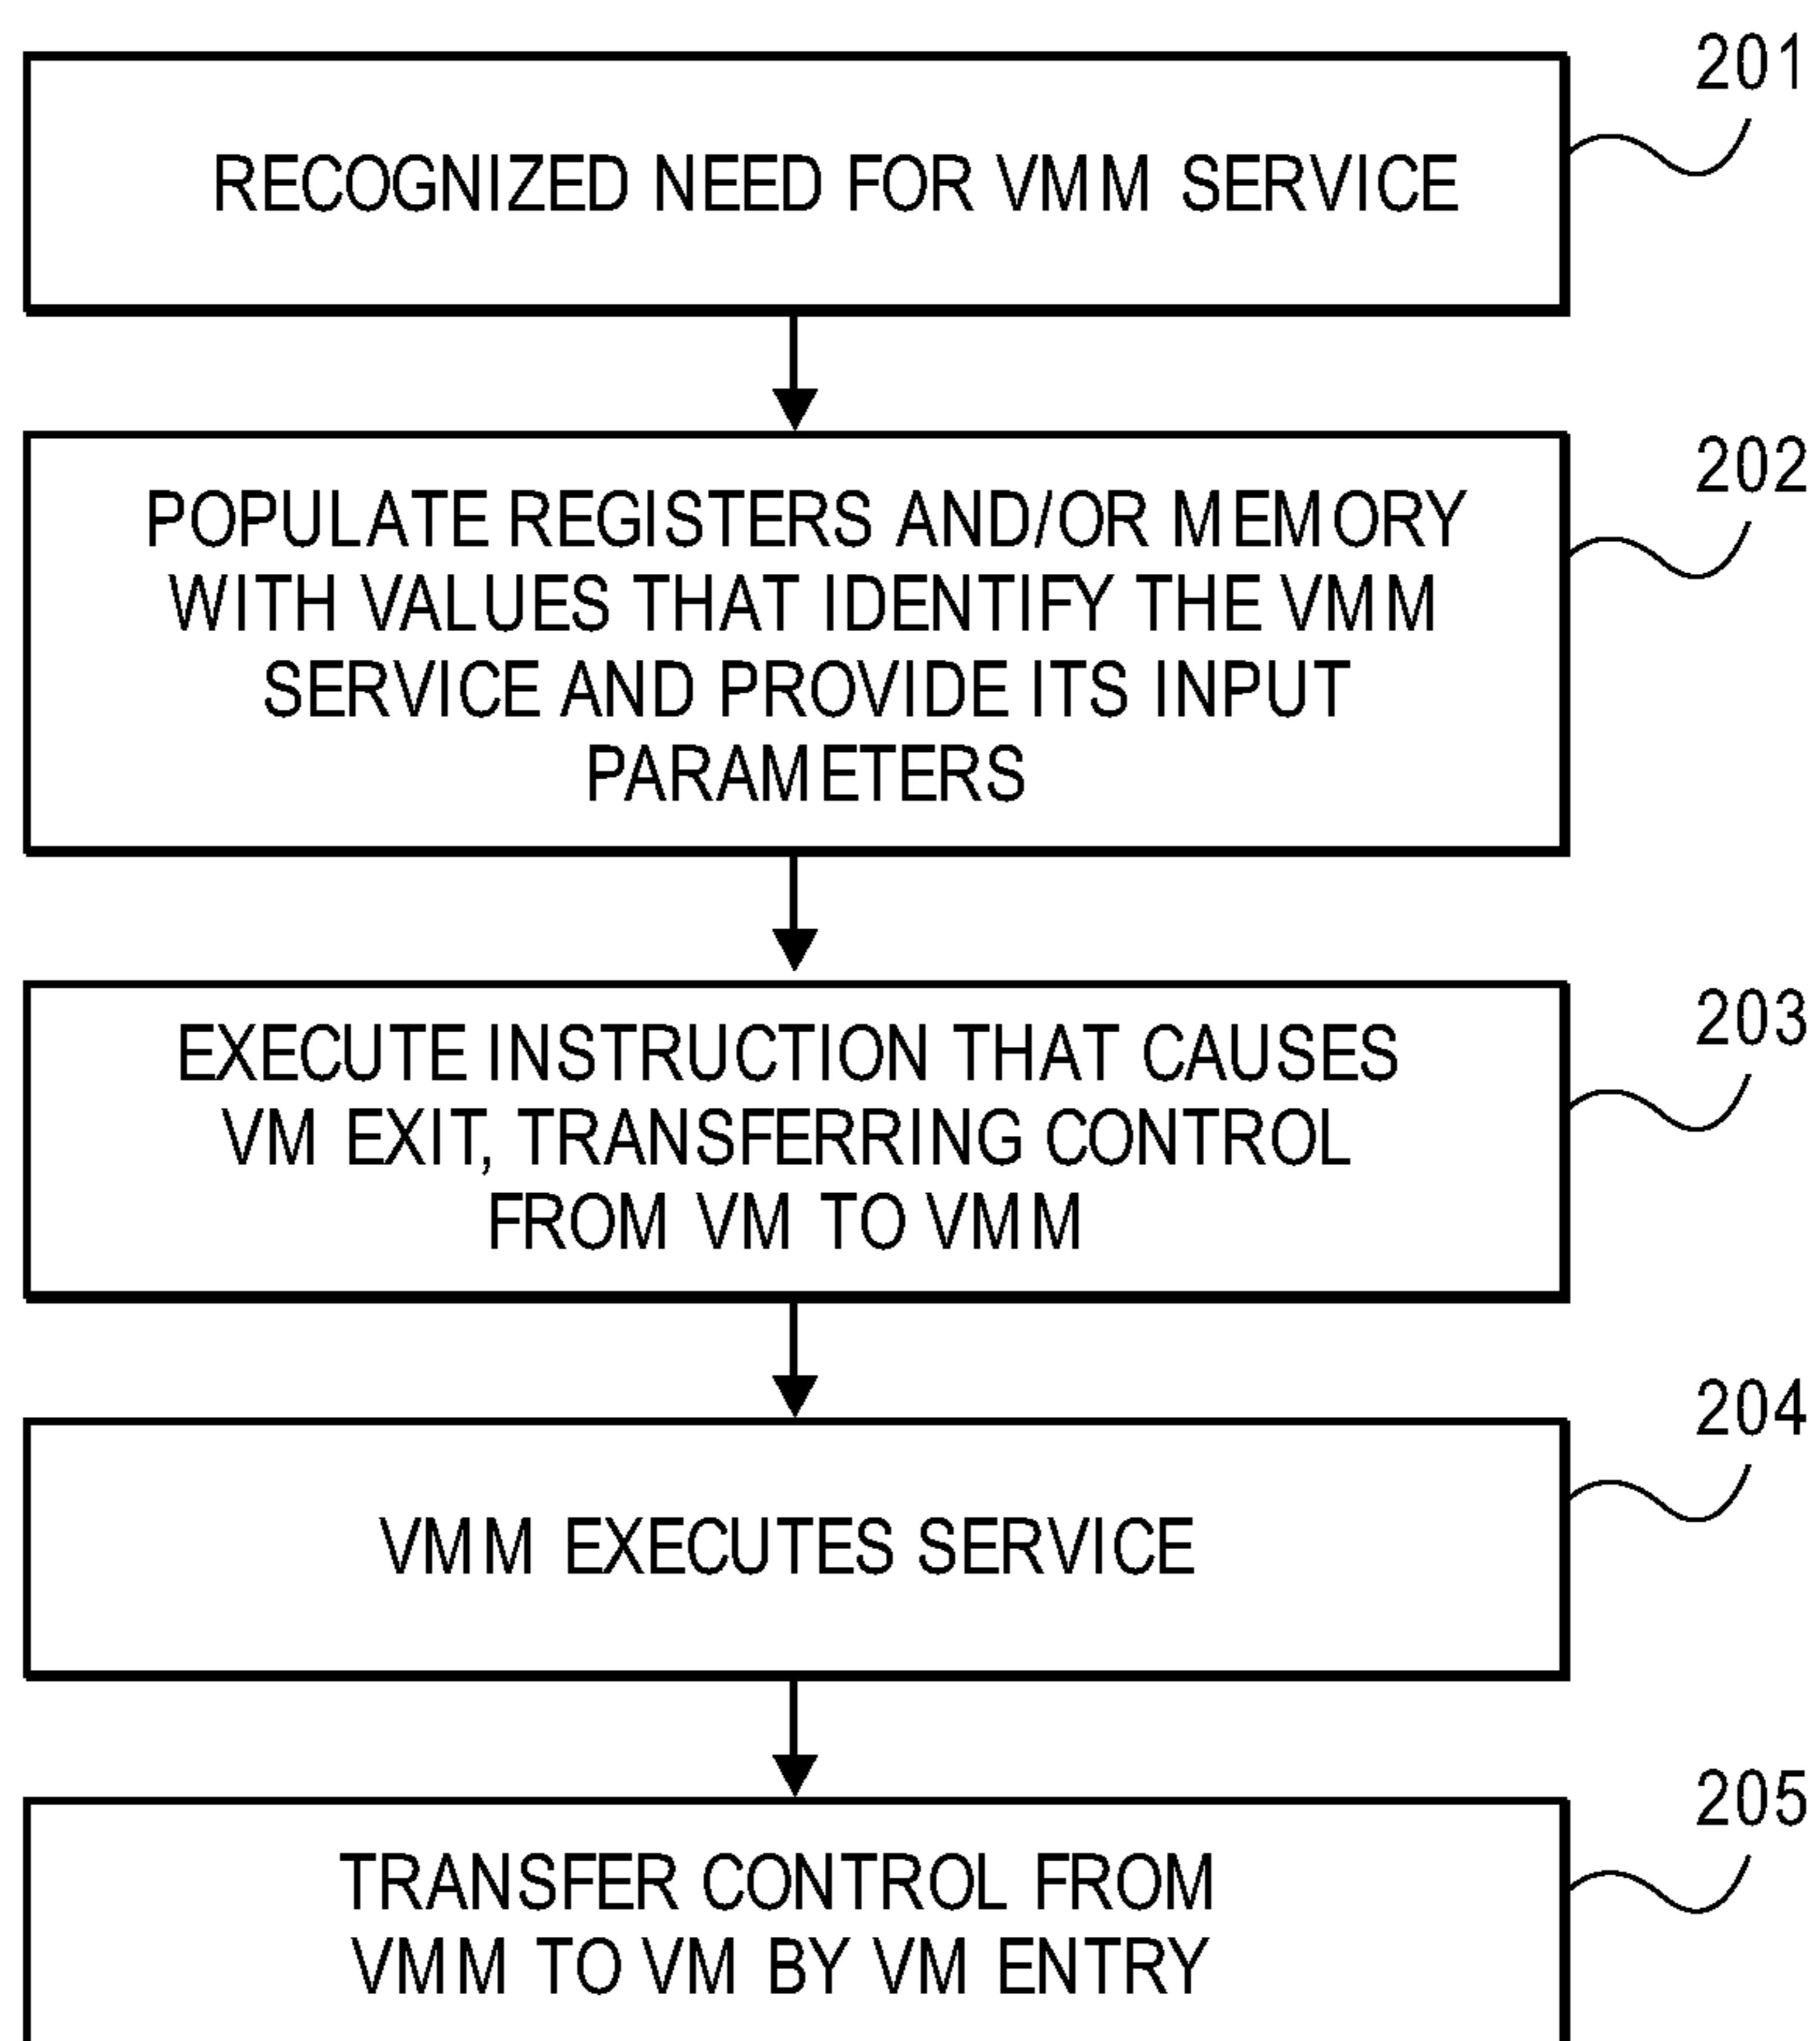 201
RECOGNIZED NEED FOR VMM SERVICE
202
POPULATE REGISTERS AND/OR MEMORY
WITH VALUES THAT IDENTIFY THE VMM
SERVICE AND PROVIDE ITS INPUT
PARAMETERS
203
EXECUTE INSTRUCTION THAT CAUSES
VM EXIT, TRANSFERRING CONTROL
FROM VM TO VMM
204
VMM EXECUTES SERVICE
205
TRANSFER CONTROL FROM
VMM TO VM BY VM ENTRY